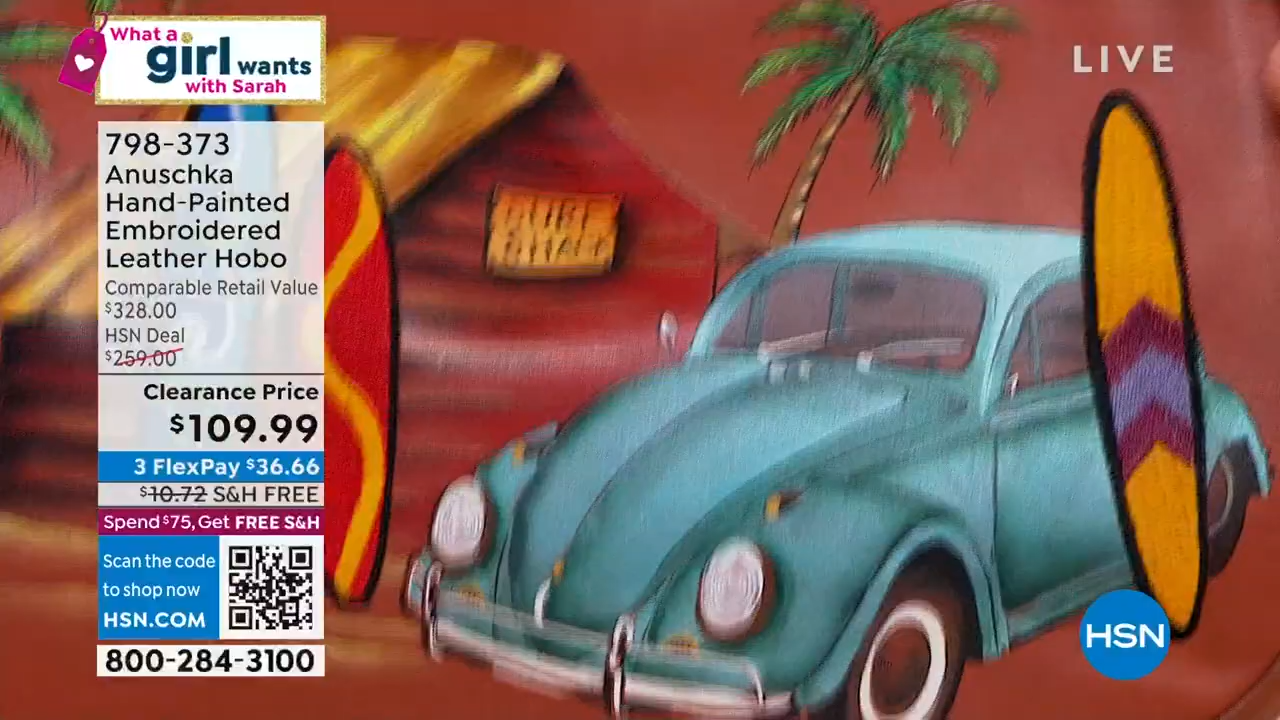 What a
girl wants
with Sarah
LIVE
798-373
Anuschka
Hand-Painted
Embroidered
Leather Hobo
Comparable Retail Value
$328.00
HSN Deal
$259.00
Clearance Price
$109.99
3 FlexPay $36.66
$10.72 S&H FREE
Spend $75, Get FREE S&H
Scan the code
to shop now
HSN.COM
800-284-3100
SURF
SHACK
HSN